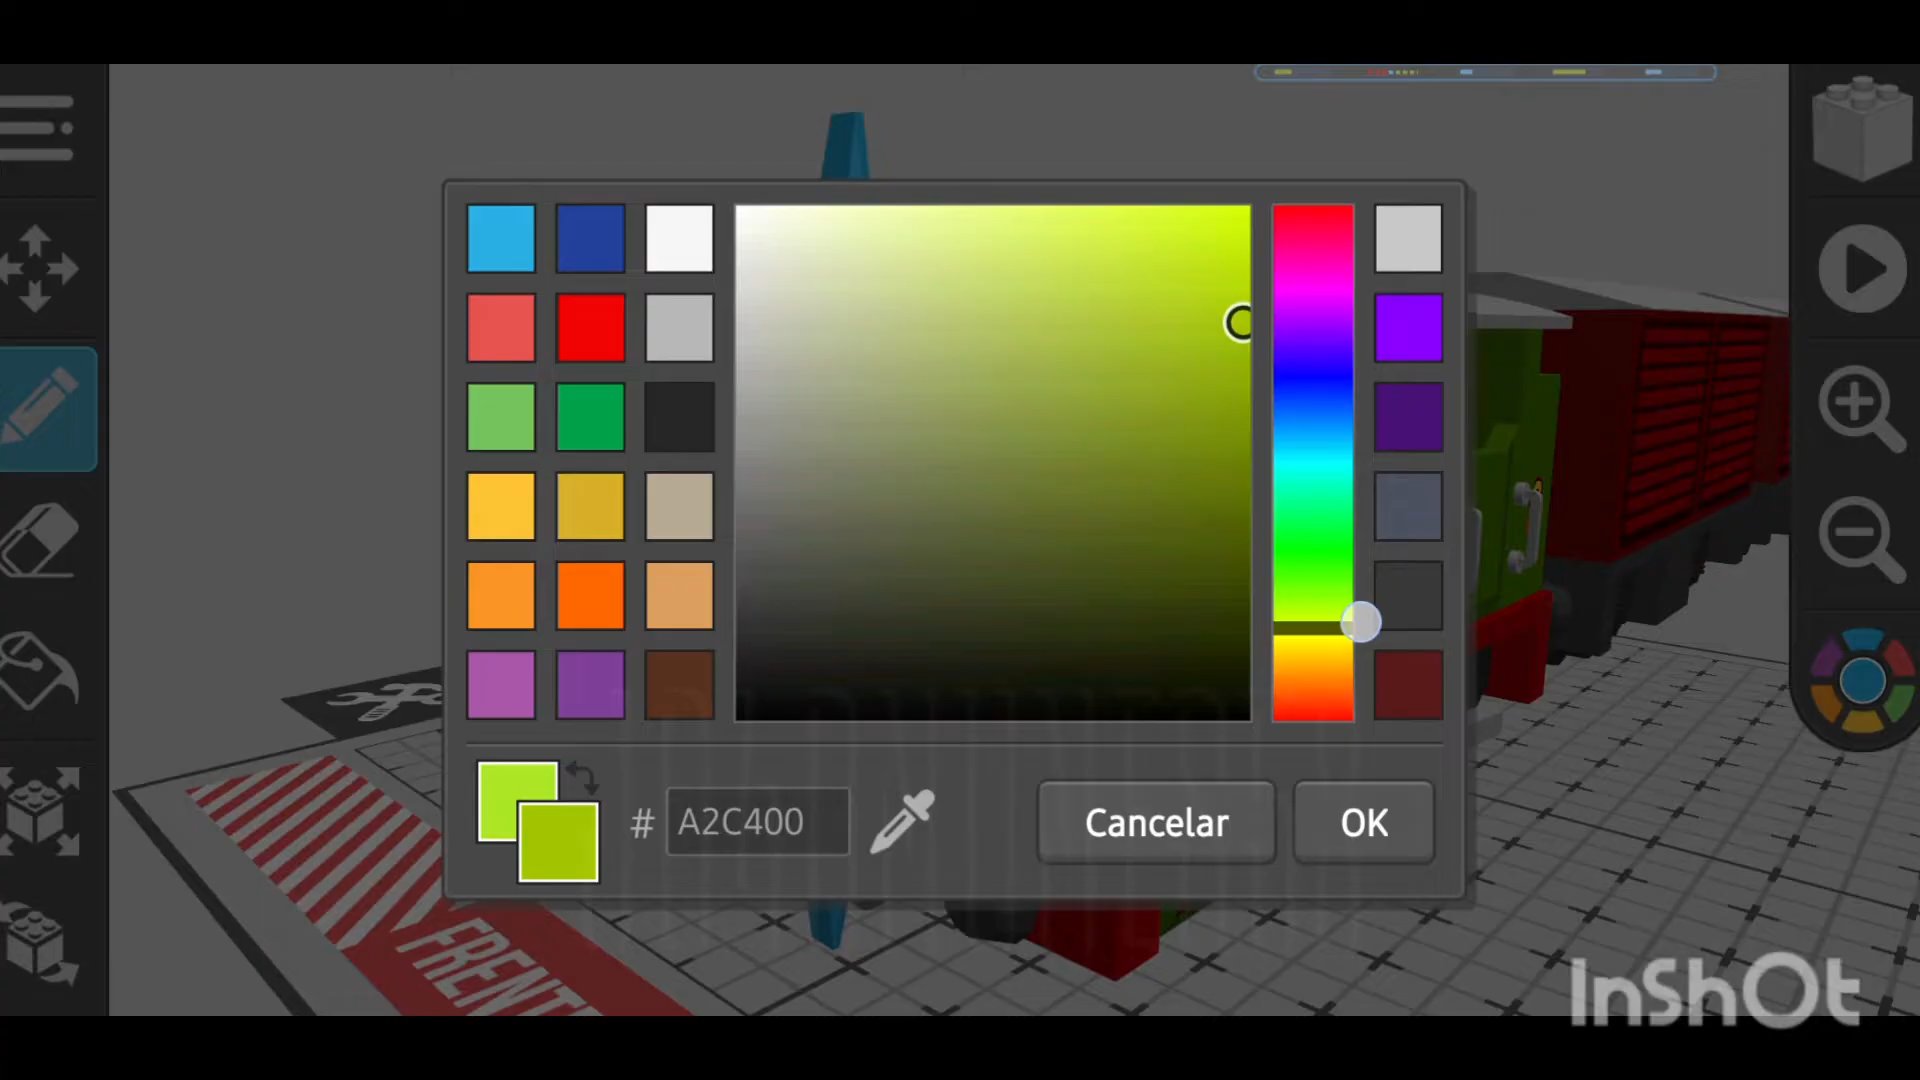 # A2C400
Cancelar
OK
FRENT
InShOt